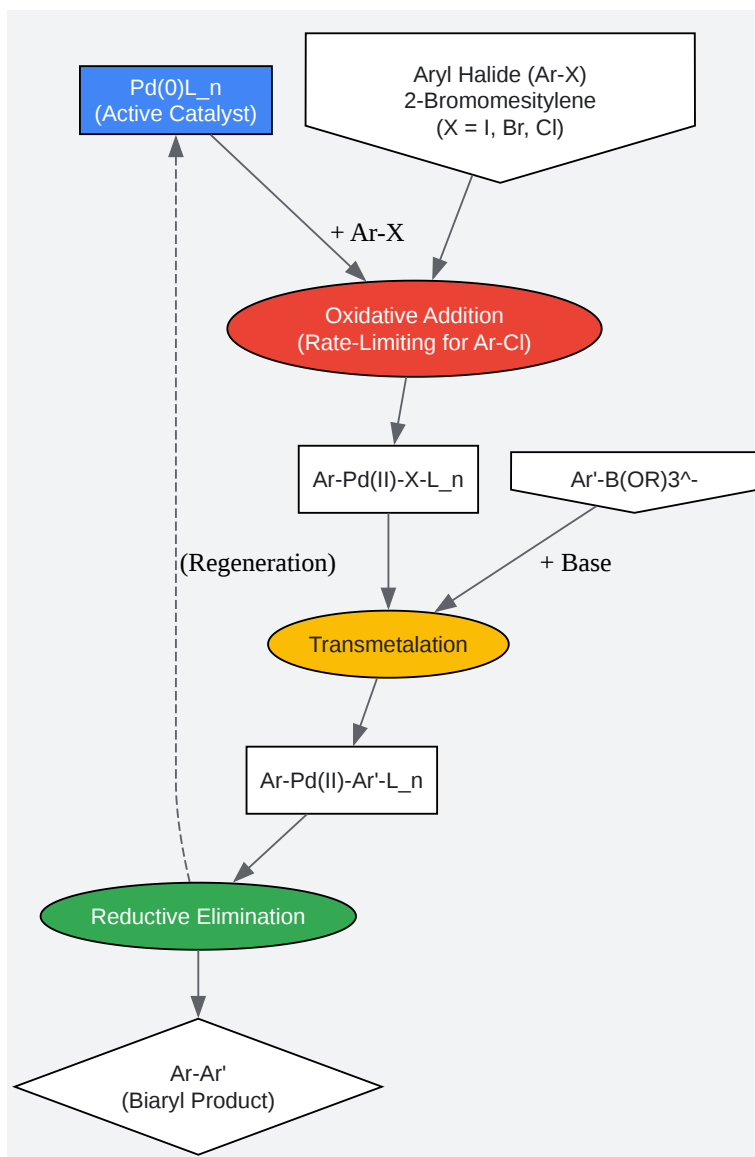 Pd(0)L_n
(Active Catalyst)
Aryl Halide (Ar-X)
2-Bromomesitylene
(X = I, Br, Cl)
+ Ar-X
Oxidative Addition
(Rate-Limiting for Ar-Cl)
Ar-Pd(II)-X-L_n
Ar'-B(OR)3^-
(Regeneration)
+ Base
Transmetalation
Ar-Pd(II)-Ar'-L_n
Reductive Elimination
Ar-Ar'
(Biaryl Product)